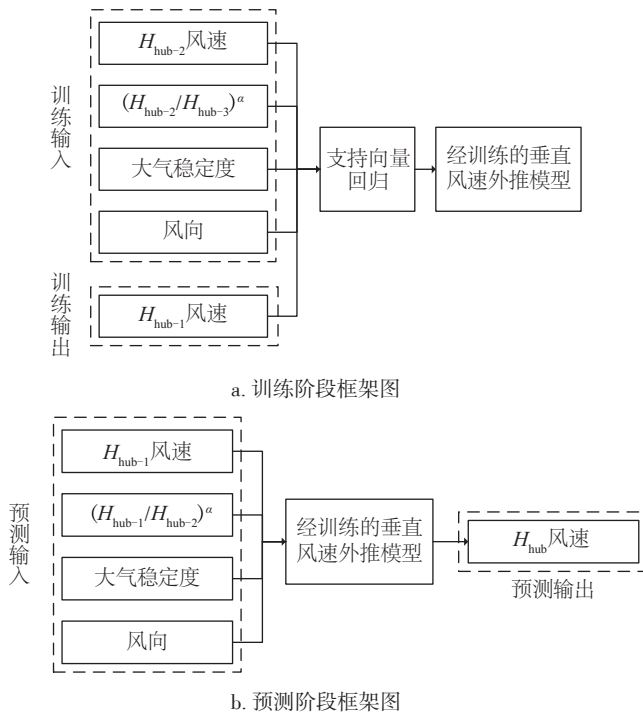 训练输入
H_hub-2风速
(H_hub-2/H_hub-3)^α
大气稳定度
风向
训练输出
H_hub-1风速
支持向量
回归
经训练的垂直
风速外推模型
a. 训练阶段框架图
预测输入
H_hub-1风速
(H_hub-1/H_hub-2)^α
大气稳定度
风向
经训练的垂直
风速外推模型
H_hub风速
预测输出
b. 预测阶段框架图